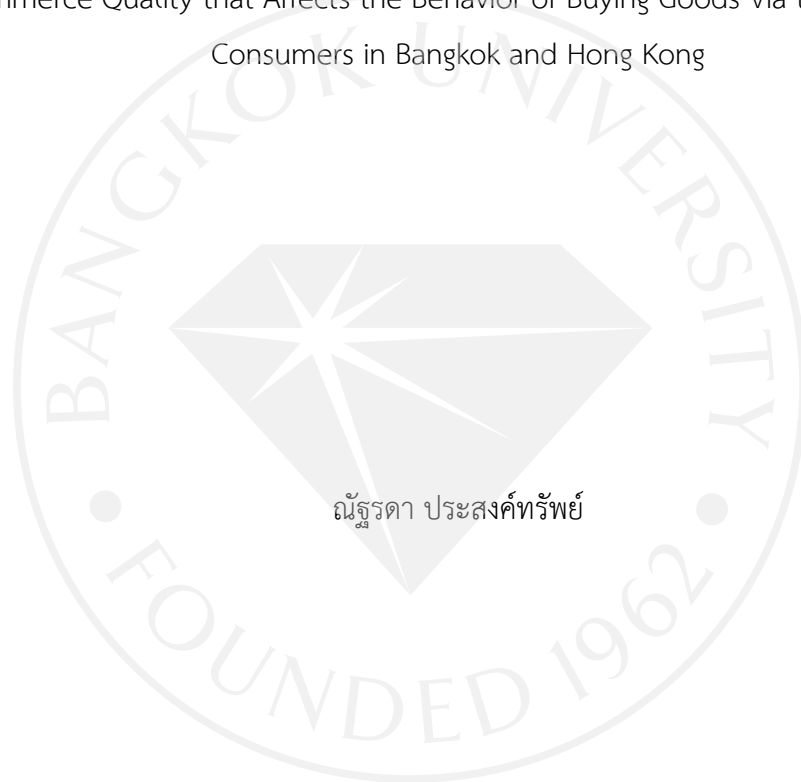 Quality that Affects the Behavior of Buying Goods via
Consumers in Bangkok and Hong Kong
BANGKOK UNIVERSITY
ณัฐรดา ประสงค์ทรัพย์
FOUNDED 1962